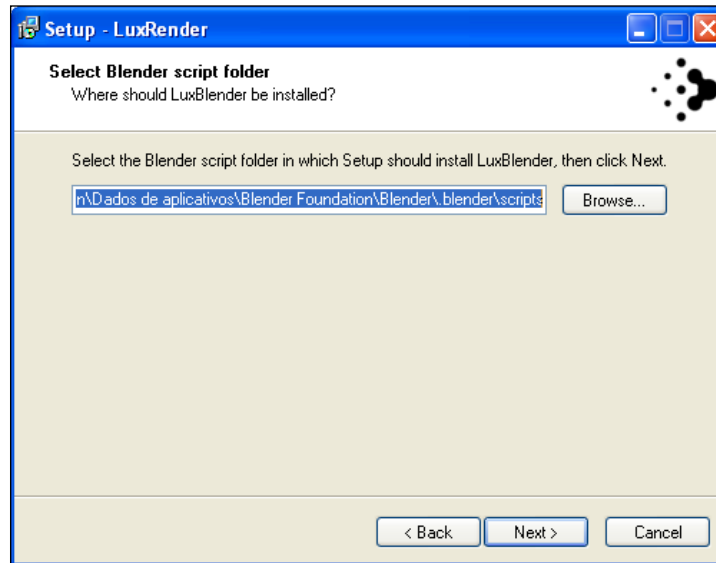 Setup - LuxRender
Select Blender script folder
Where should LuxBlender be installed?
Select the Blender script folder in which Setup should install LuxBlender, then click Next.
n\Dados de aplicativos\Blender Foundation\Blender\.blender\scripts
Browse...
< Back
Next >
Cancel